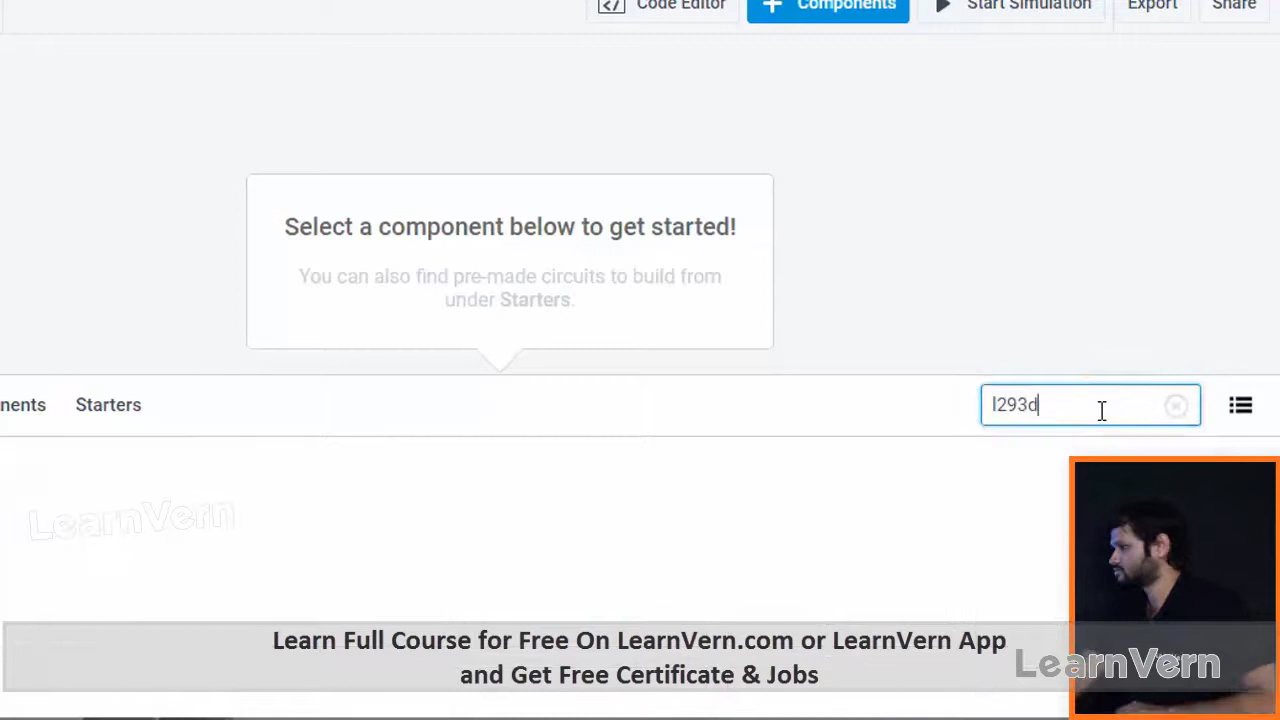 Code Editor
Components
Start Simulation
Export
Share
Select a component below to get started!
You can also find pre-made circuits to build from
under Starters.
nents
Starters
l293d
LearnVern
Learn Full Course for Free On LearnVern.com or LearnVern App
and Get Free Certificate & Jobs
LearnVern